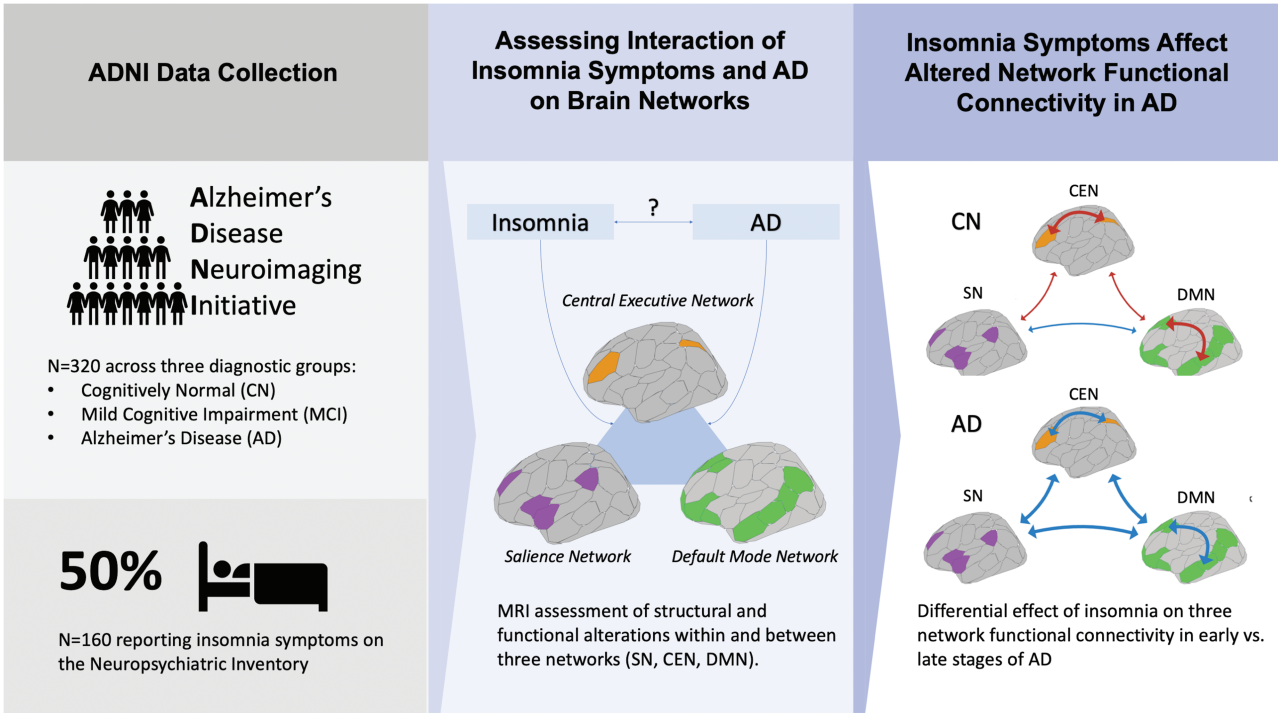 ADNI Data Collection
Alzheimer's
Disease
Neuroimaging
Initiative
N=320 across three diagnostic groups:
• Cognitively Normal (CN)
• Mild Cognitive Impairment (MCI)
• Alzheimer's Disease (AD)
50%
N=160 reporting insomnia symptoms on
the Neuropsychiatric Inventory
Assessing Interaction of
Insomnia Symptoms and AD
on Brain Networks
?
Insomnia
AD
Central Executive Network
Salience Network
Default Mode Network
MRI assessment of structural and
functional alterations within and between
three networks (SN, CEN, DMN).
Insomnia Symptoms Affect
Altered Network Functional
Connectivity in AD
CN
CEN
SN
DMN
AD
CEN
SN
DMN
Differential effect of insomnia on three
network functional connectivity in early vs.
late stages of AD